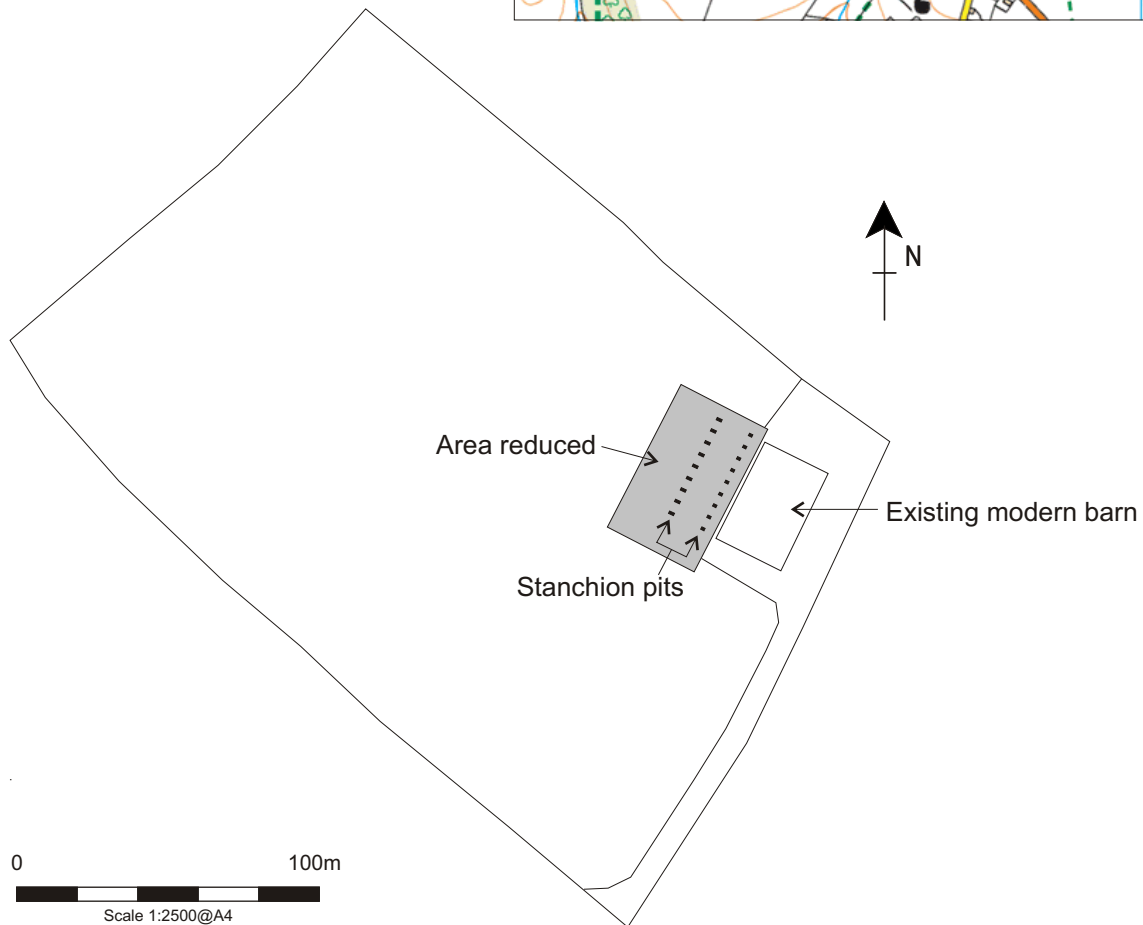 N
Area reduced
Existing modern barn
Stanchion pits
0 100m
Scale 1:2500@A4